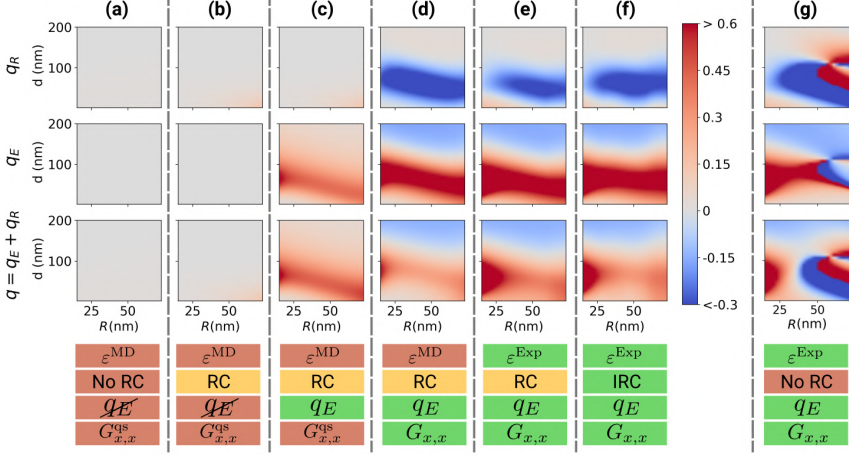 (a) (b) (c) (d) (e) (f) (g)
q_R
200
100
d (nm)
> 0.6
0.45
0.30
0.15
0
-0.15
<-0.3
q_E
200
100
d (nm)
q = q_E + q_R
200
100
d (nm)
25 50 25 50 25 50 25 50 25 50 25 50 25 50
R(nm) R(nm) R(nm) R(nm) R(nm) R(nm) R(nm)
ε^MD ε^MD ε^MD ε^MD ε^Exp ε^Exp ε^Exp
No RC RC RC RC RC IRC No RC
q_E q_E q_E q_E q_E q_E q_E
G^qs_x,x G^qs_x,x G^qs_x,x G_x,x G_x,x G_x,x G_x,x